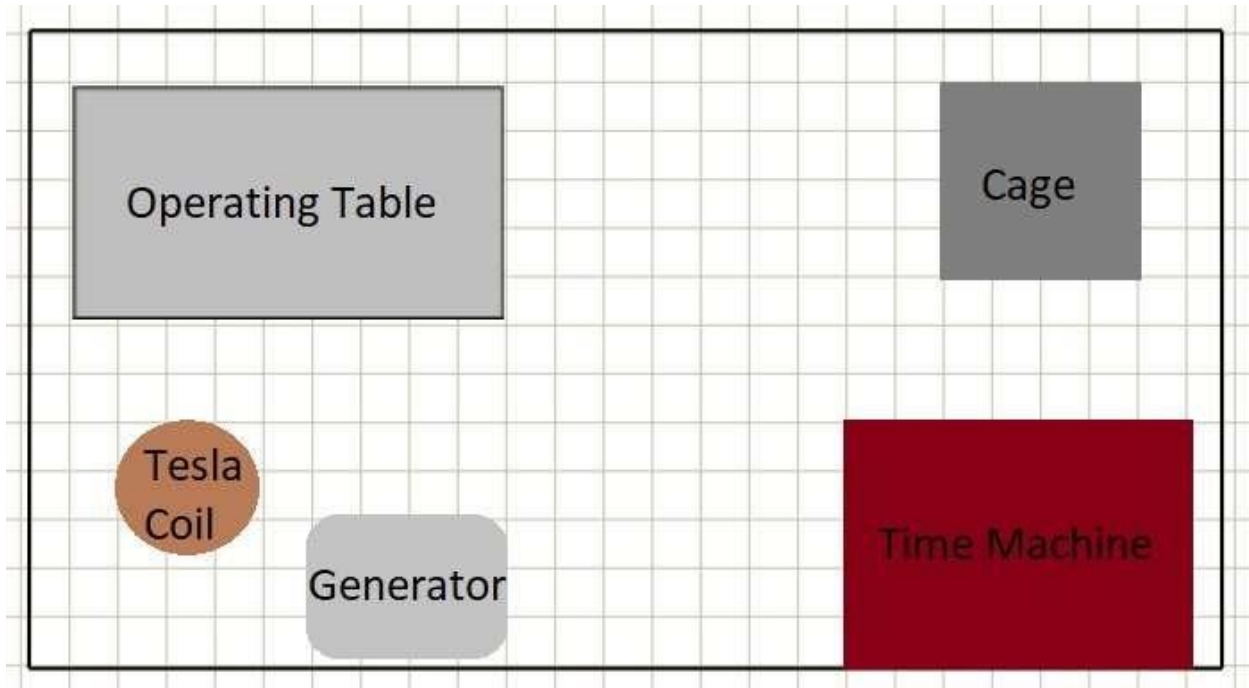 Operating Table
Cage
Tesla
Coil
Generator
Time Machine